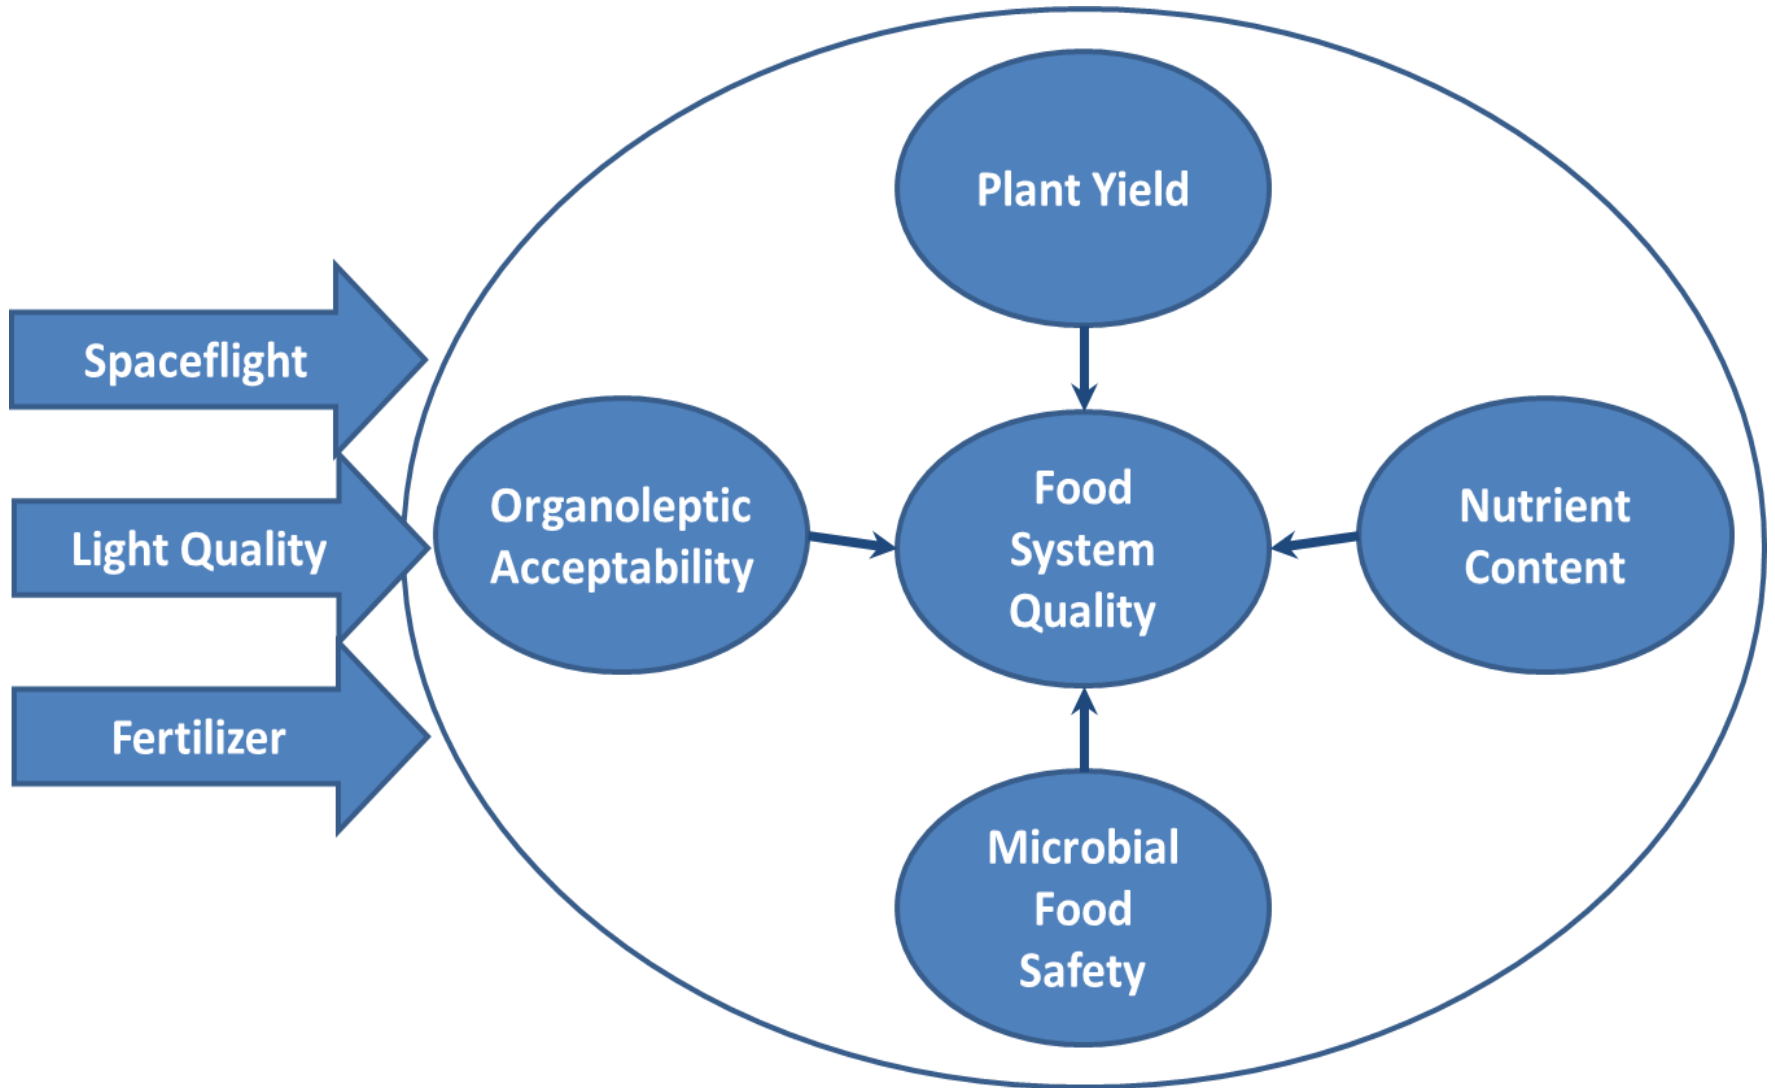 Plant Yield
Spaceflight
Light Quality
Fertilizer
Organoleptic
Acceptability
Food
System
Quality
Nutrient
Content
Microbial
Food
Safety